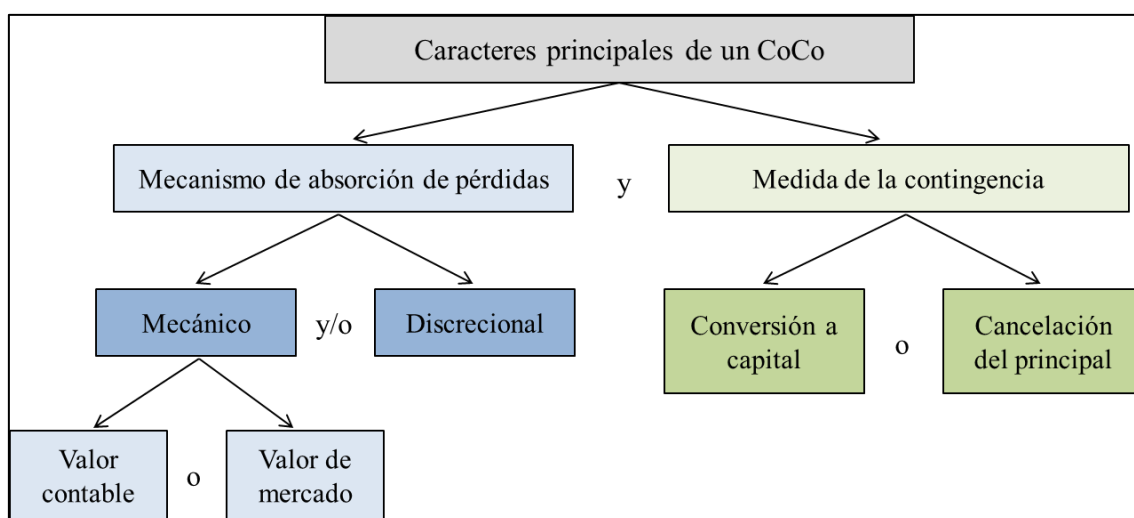 Caracteres principales de un CoCo
Mecanismo de absorción de pérdidas
y
Medida de la contingencia
Mecánico
y/o
Discrecional
Conversión a
capital
o
Cancelación
del principal
Valor
contable
o
Valor de
mercado